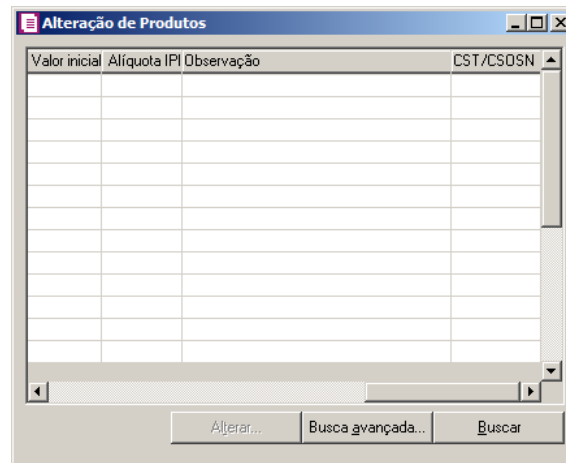 Alteração de Produtos
Valor inicial Alíquota IPI Observação CST/CSOSN
Alterar... Busca avançada... Buscar